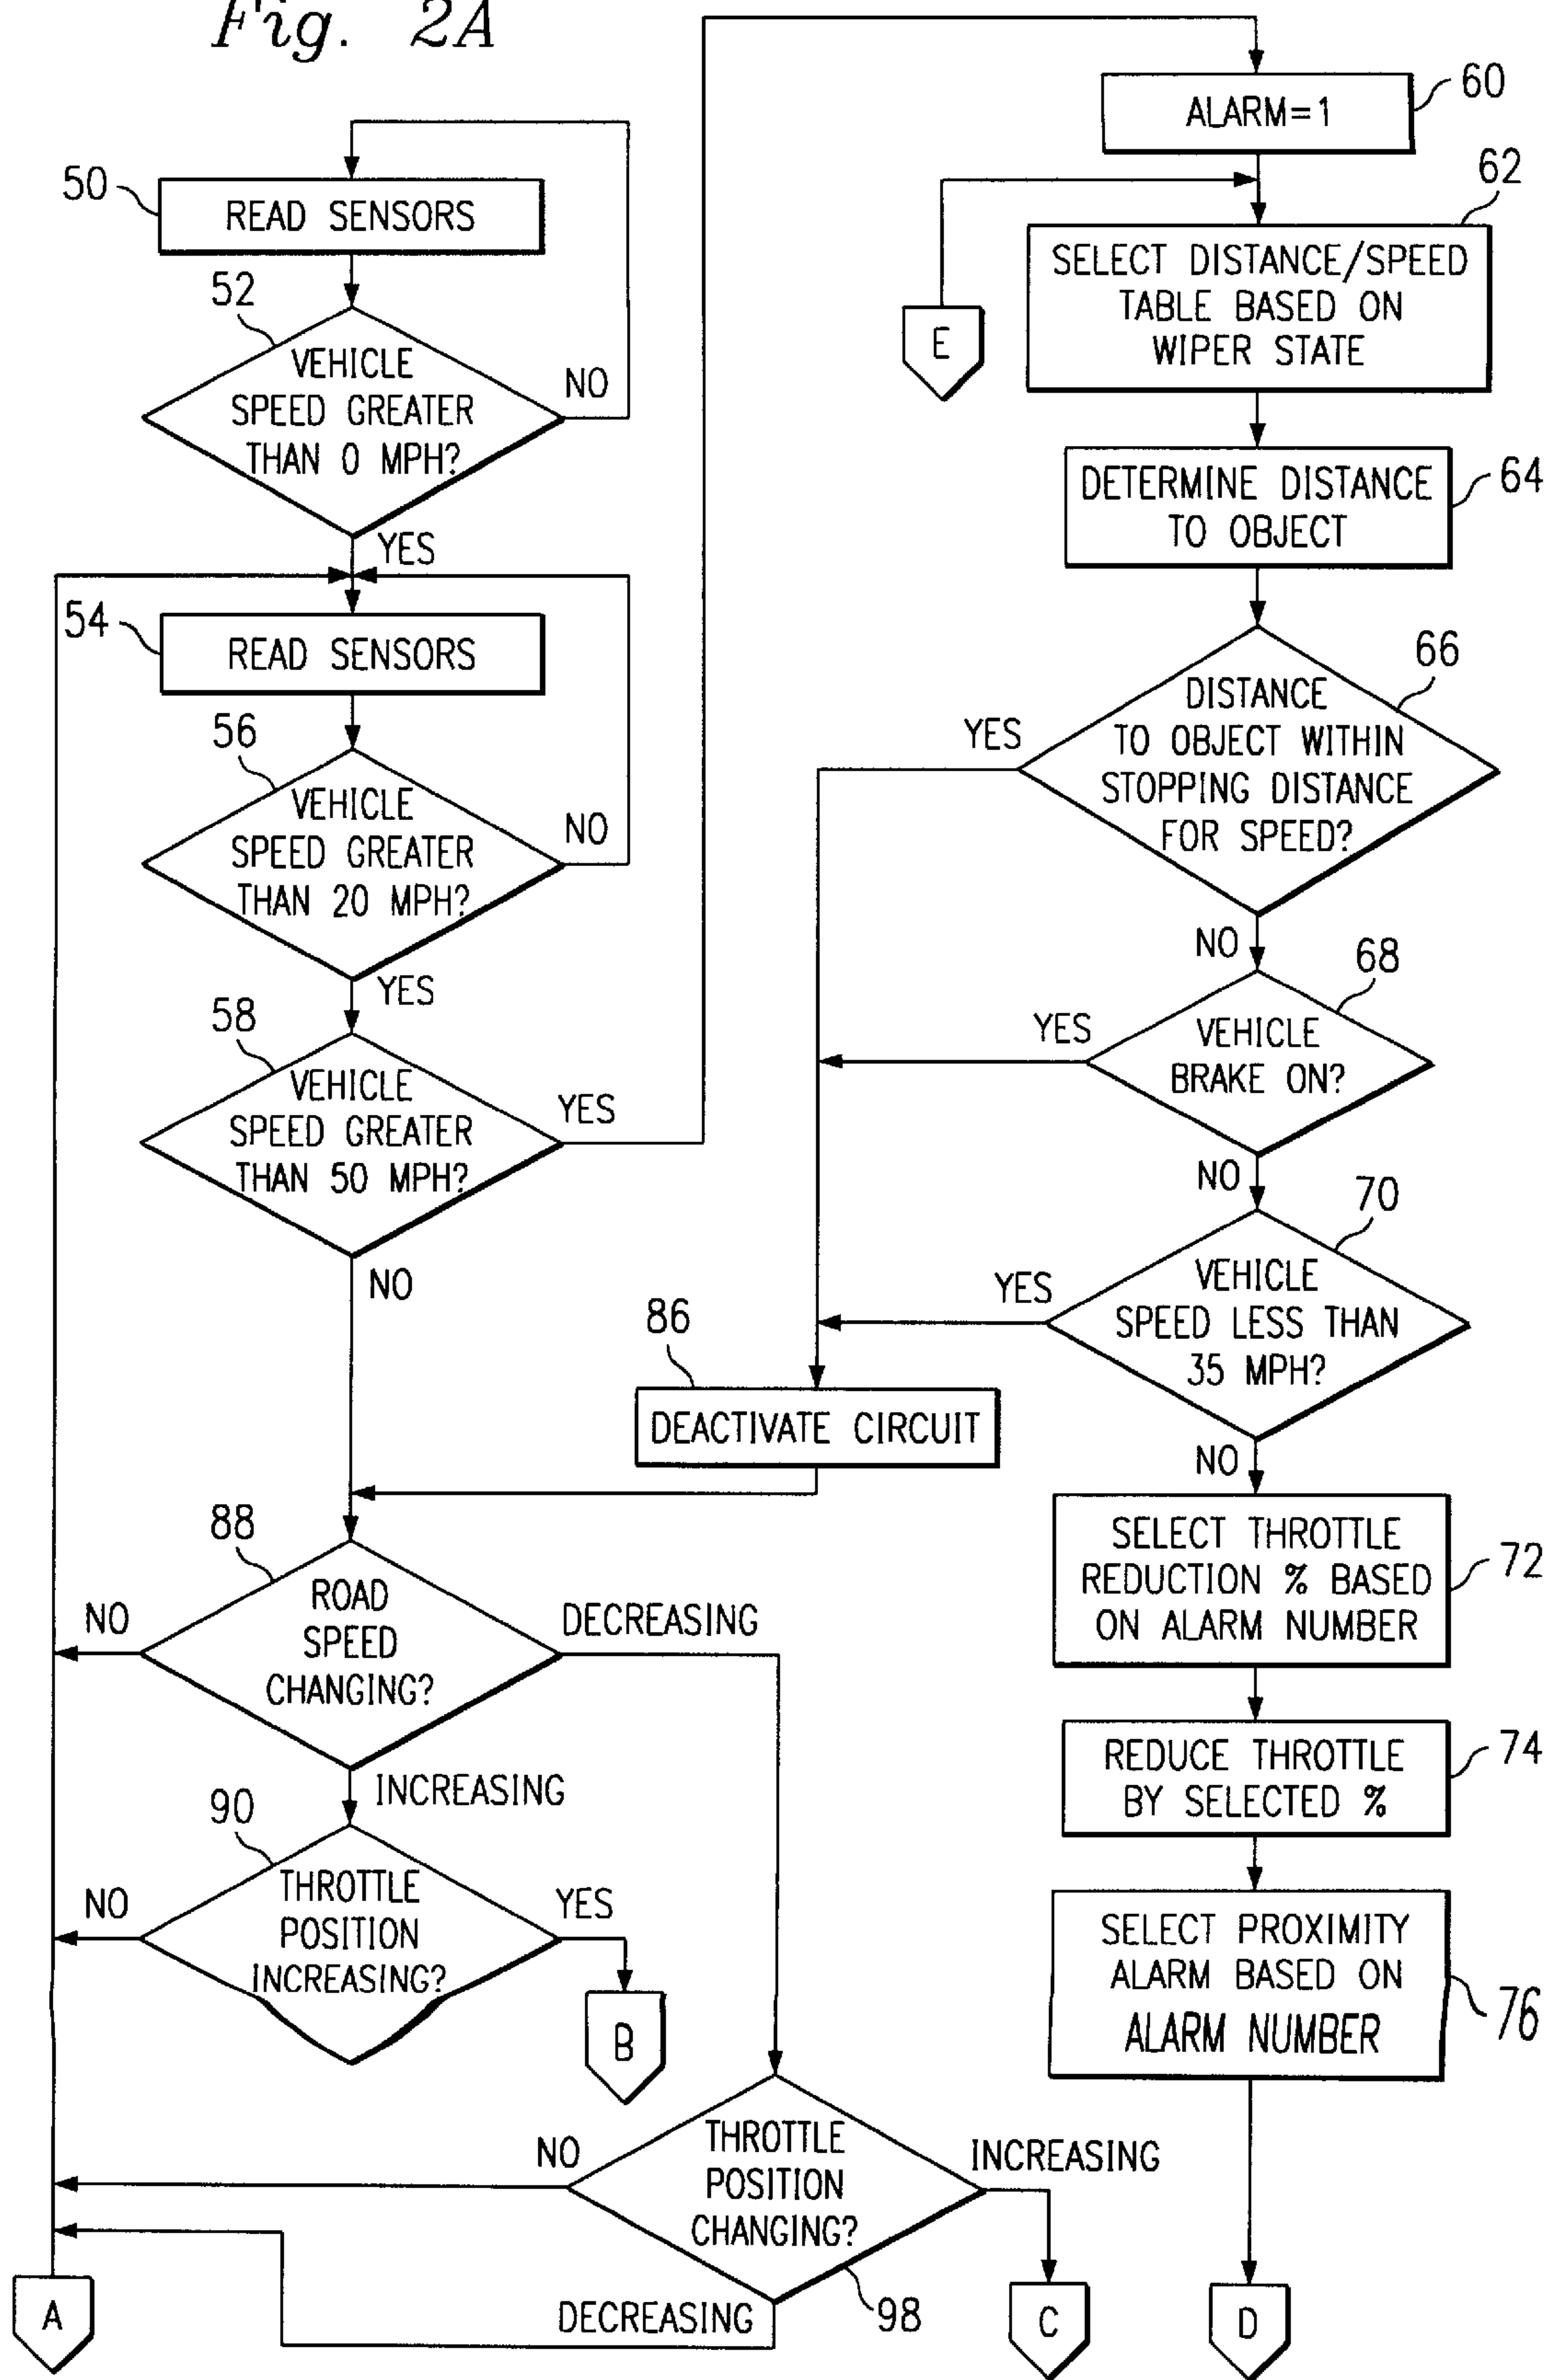 Fig. 2A
50
READ SENSORS
52
VEHICLE
SPEED GREATER
THAN 0 MPH?
NO
YES
54
READ SENSORS
56
VEHICLE
SPEED GREATER
THAN 20 MPH?
NO
YES
58
VEHICLE
SPEED GREATER
THAN 50 MPH?
YES
NO
86
DEACTIVATE CIRCUIT
88
ROAD
SPEED
CHANGING?
NO
DECREASING
INCREASING
90
THROTTLE
POSITION
INCREASING?
NO
YES
B
THROTTLE
POSITION
CHANGING?
NO
INCREASING
DECREASING
98
A
C
60
ALARM=1
62
SELECT DISTANCE/SPEED
TABLE BASED ON
WIPER STATE
E
64
DETERMINE DISTANCE
TO OBJECT
66
DISTANCE
TO OBJECT WITHIN
STOPPING DISTANCE
FOR SPEED?
YES
NO
68
VEHICLE
BRAKE ON?
YES
NO
70
VEHICLE
SPEED LESS THAN
35 MPH?
YES
NO
SELECT THROTTLE
REDUCTION % BASED
ON ALARM NUMBER
72
REDUCE THROTTLE
BY SELECTED %
74
SELECT PROXIMITY
ALARM BASED ON
ALARM NUMBER
76
D